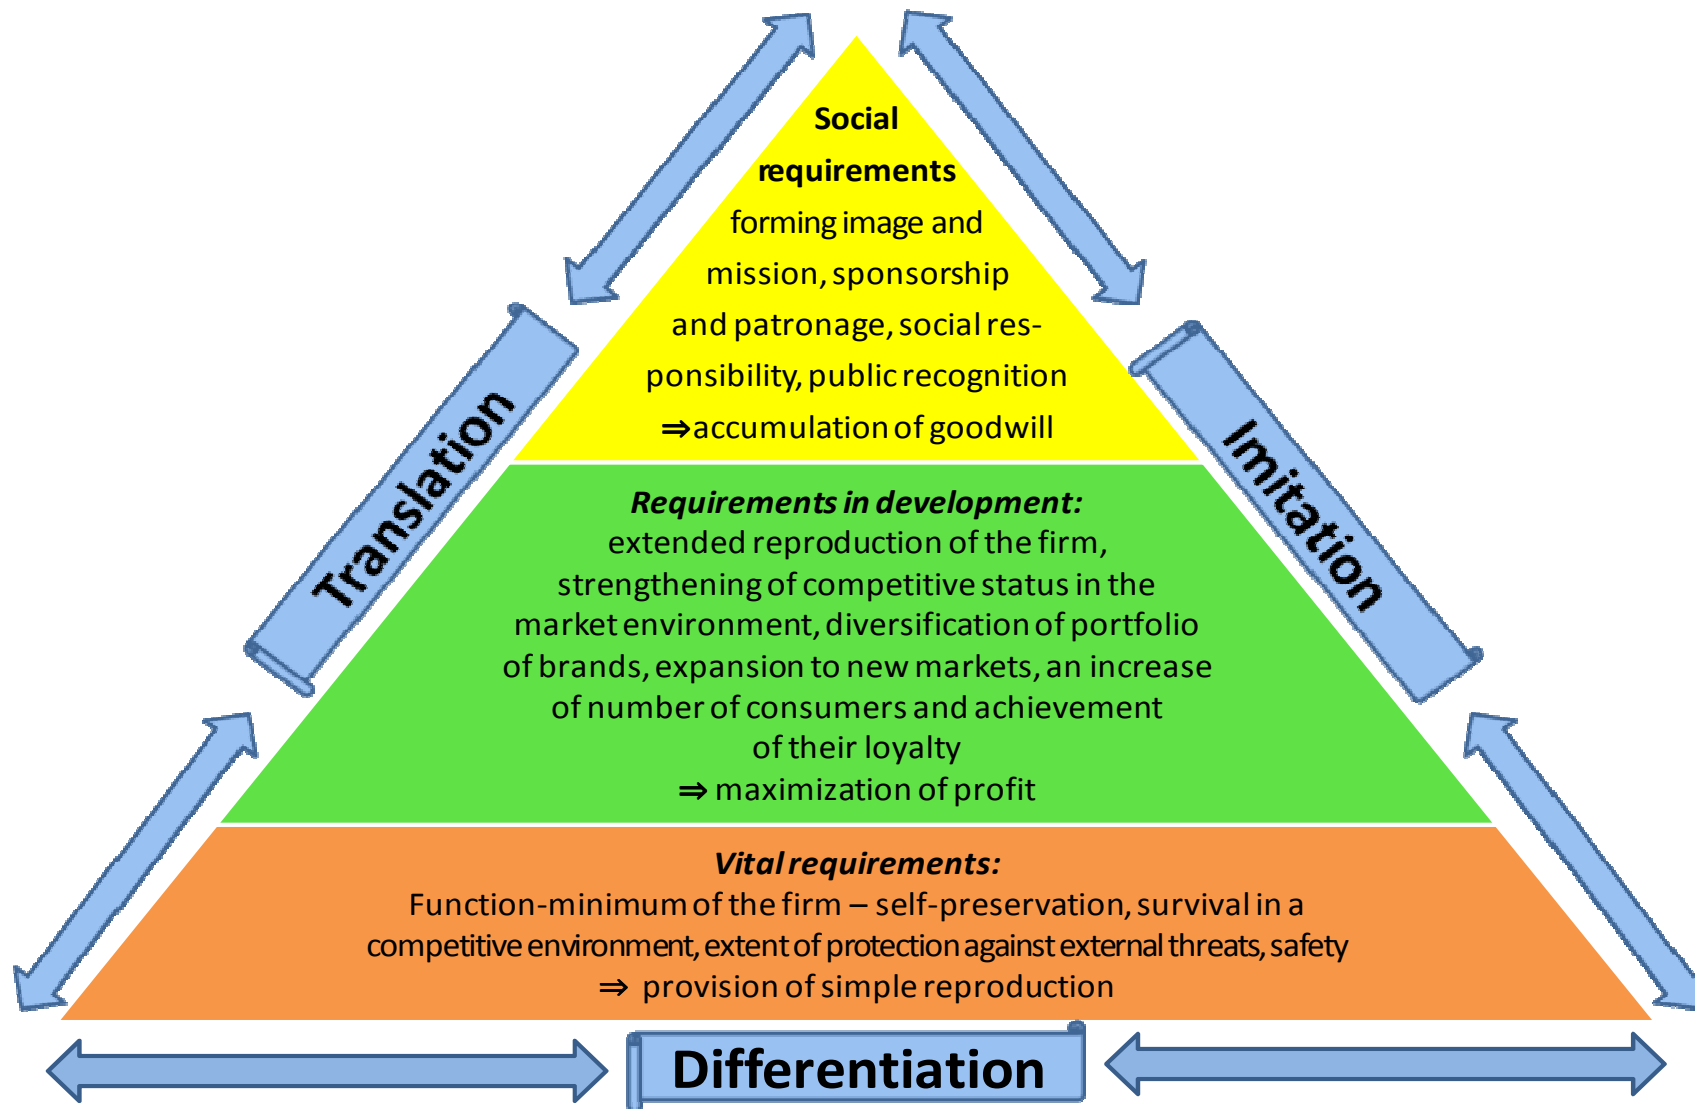 Social
requirements
forming image and
mission, sponsorship
and patronage, social res-
ponsibility, public recognition
⇒accumulation of goodwill
Translation
Imitation
Requirements in development:
extended reproduction of the firm,
strengthening of competitive status in the
market environment, diversification of portfolio
of brands, expansion to new markets, an increase
of number of consumers and achievement
of their loyalty
⇒ maximization of profit
Vital requirements:
Function-minimum of the firm – self-preservation, survival in a
competitive environment, extent of protection against external threats, safety
⇒ provision of simple reproduction
Differentiation